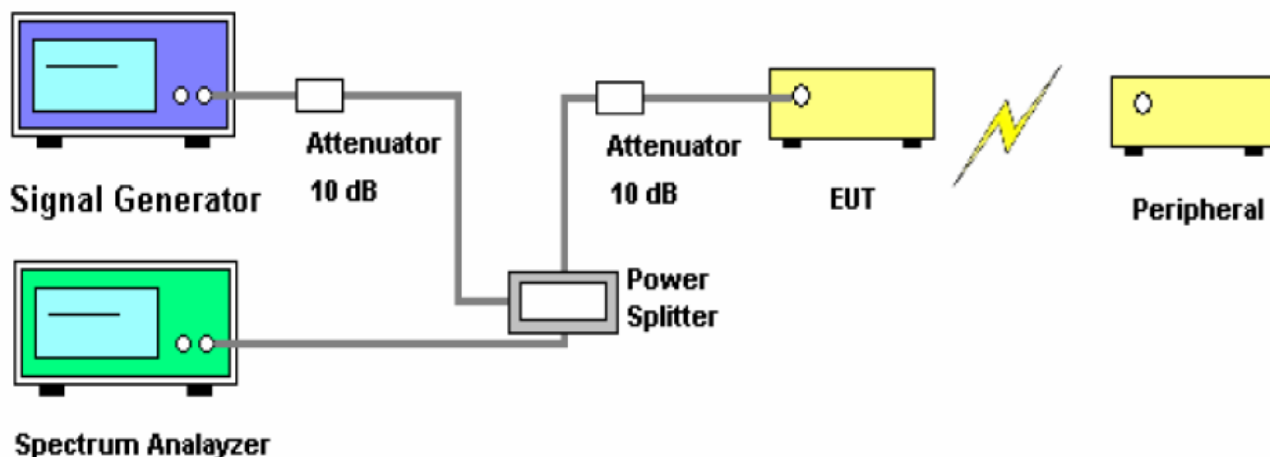 Attenuator
10 dB
Signal Generator
Attenuator
10 dB
EUT
Peripheral
Power
Splitter
Spectrum Analayzer